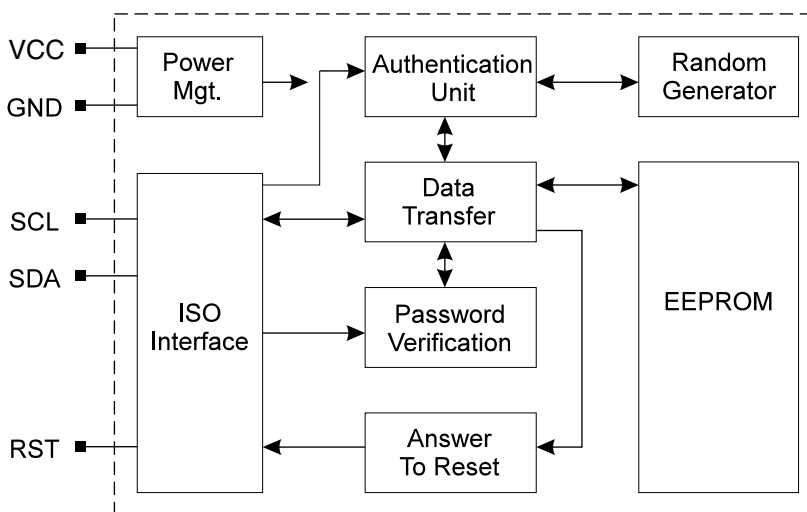 VCC
GND
SCL
SDA
RST
Power
Mgt.
Authentication
Unit
Random
Generator
Data
Transfer
ISO
Interface
Password
Verification
EEPROM
Answer
To Reset